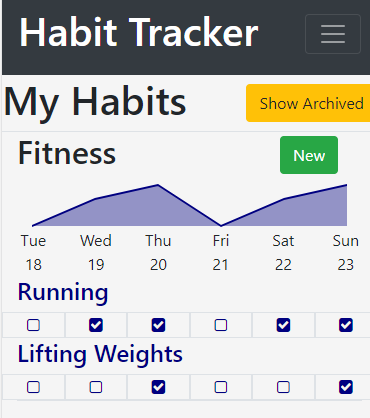 Habit Tracker
My Habits
Show Archived
Fitness
New
Tue Wed Thu Fri Sat Sun
18 19 20 21 22 23
Running
Lifting Weights